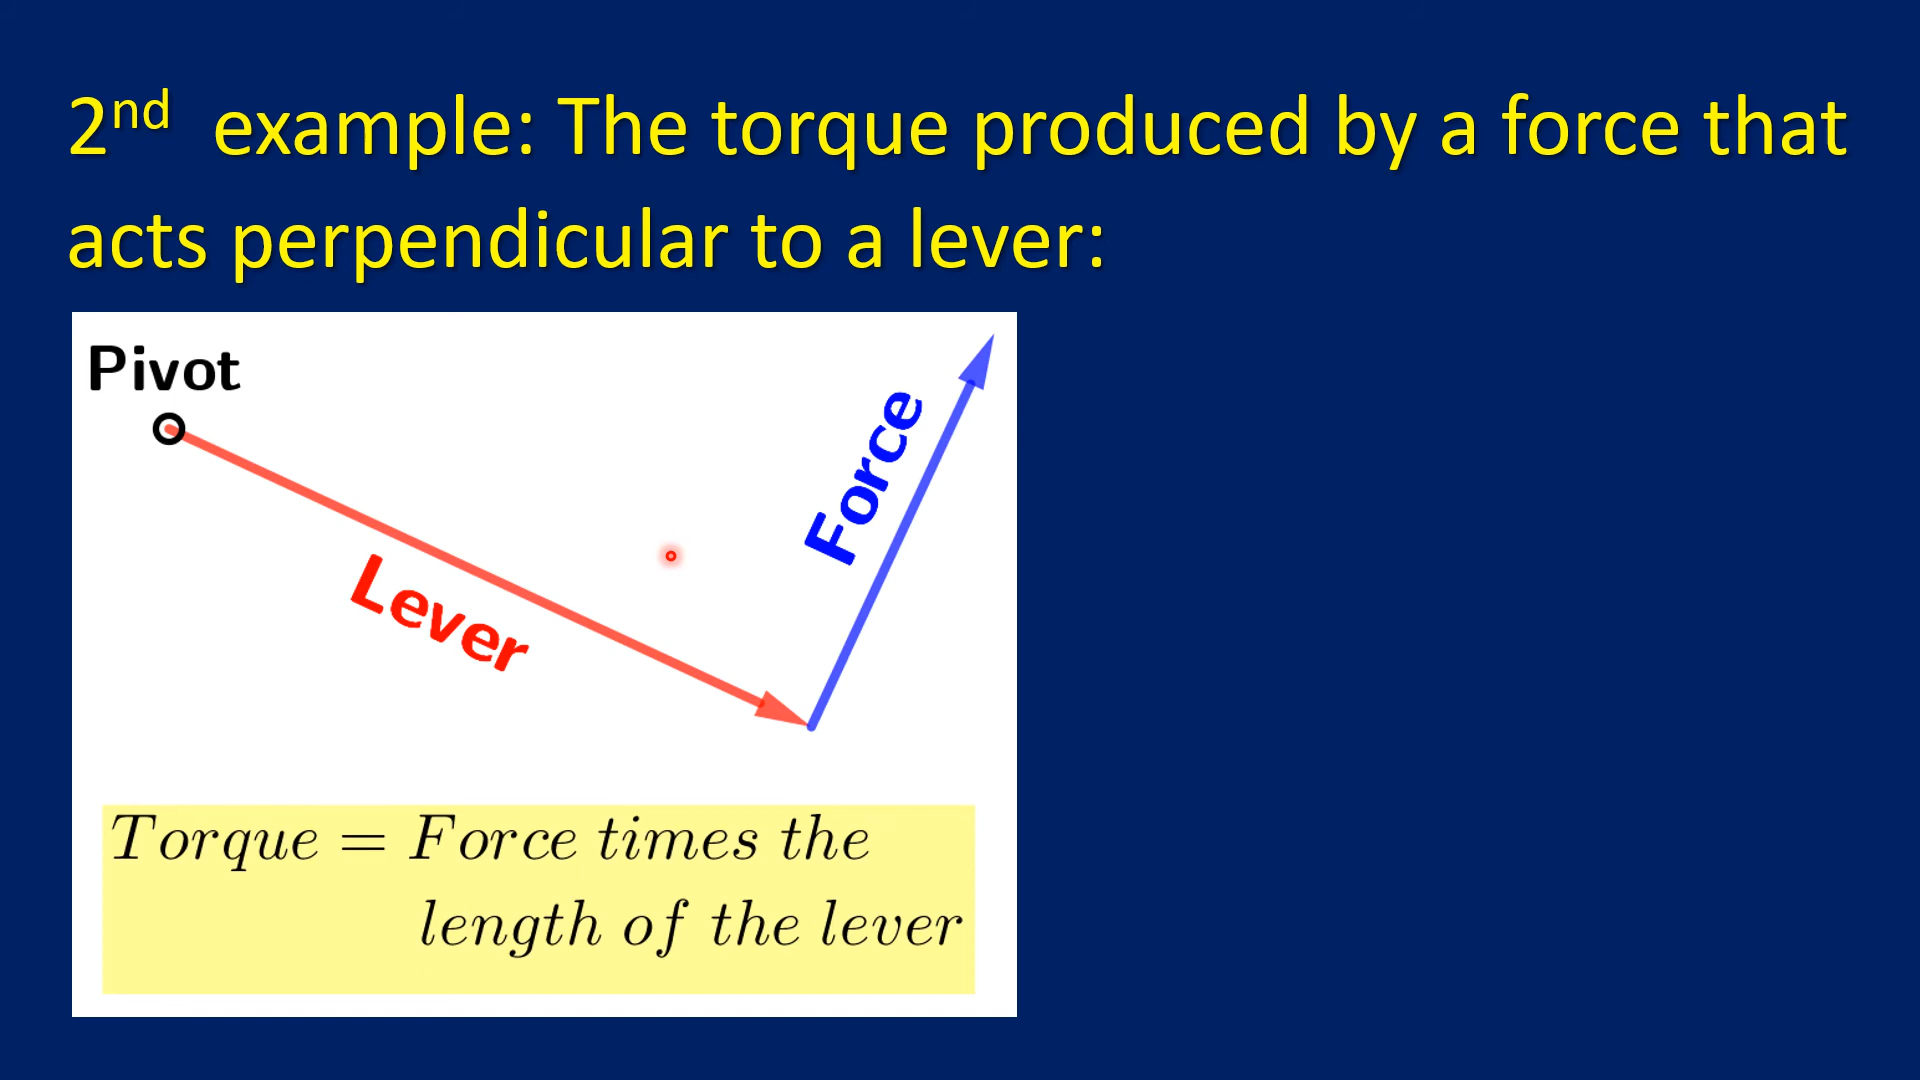 2nd example: The torque produced by a force that
acts perpendicular to a lever:
Pivot
Force
Lever
Torque = Force times the
length of the lever